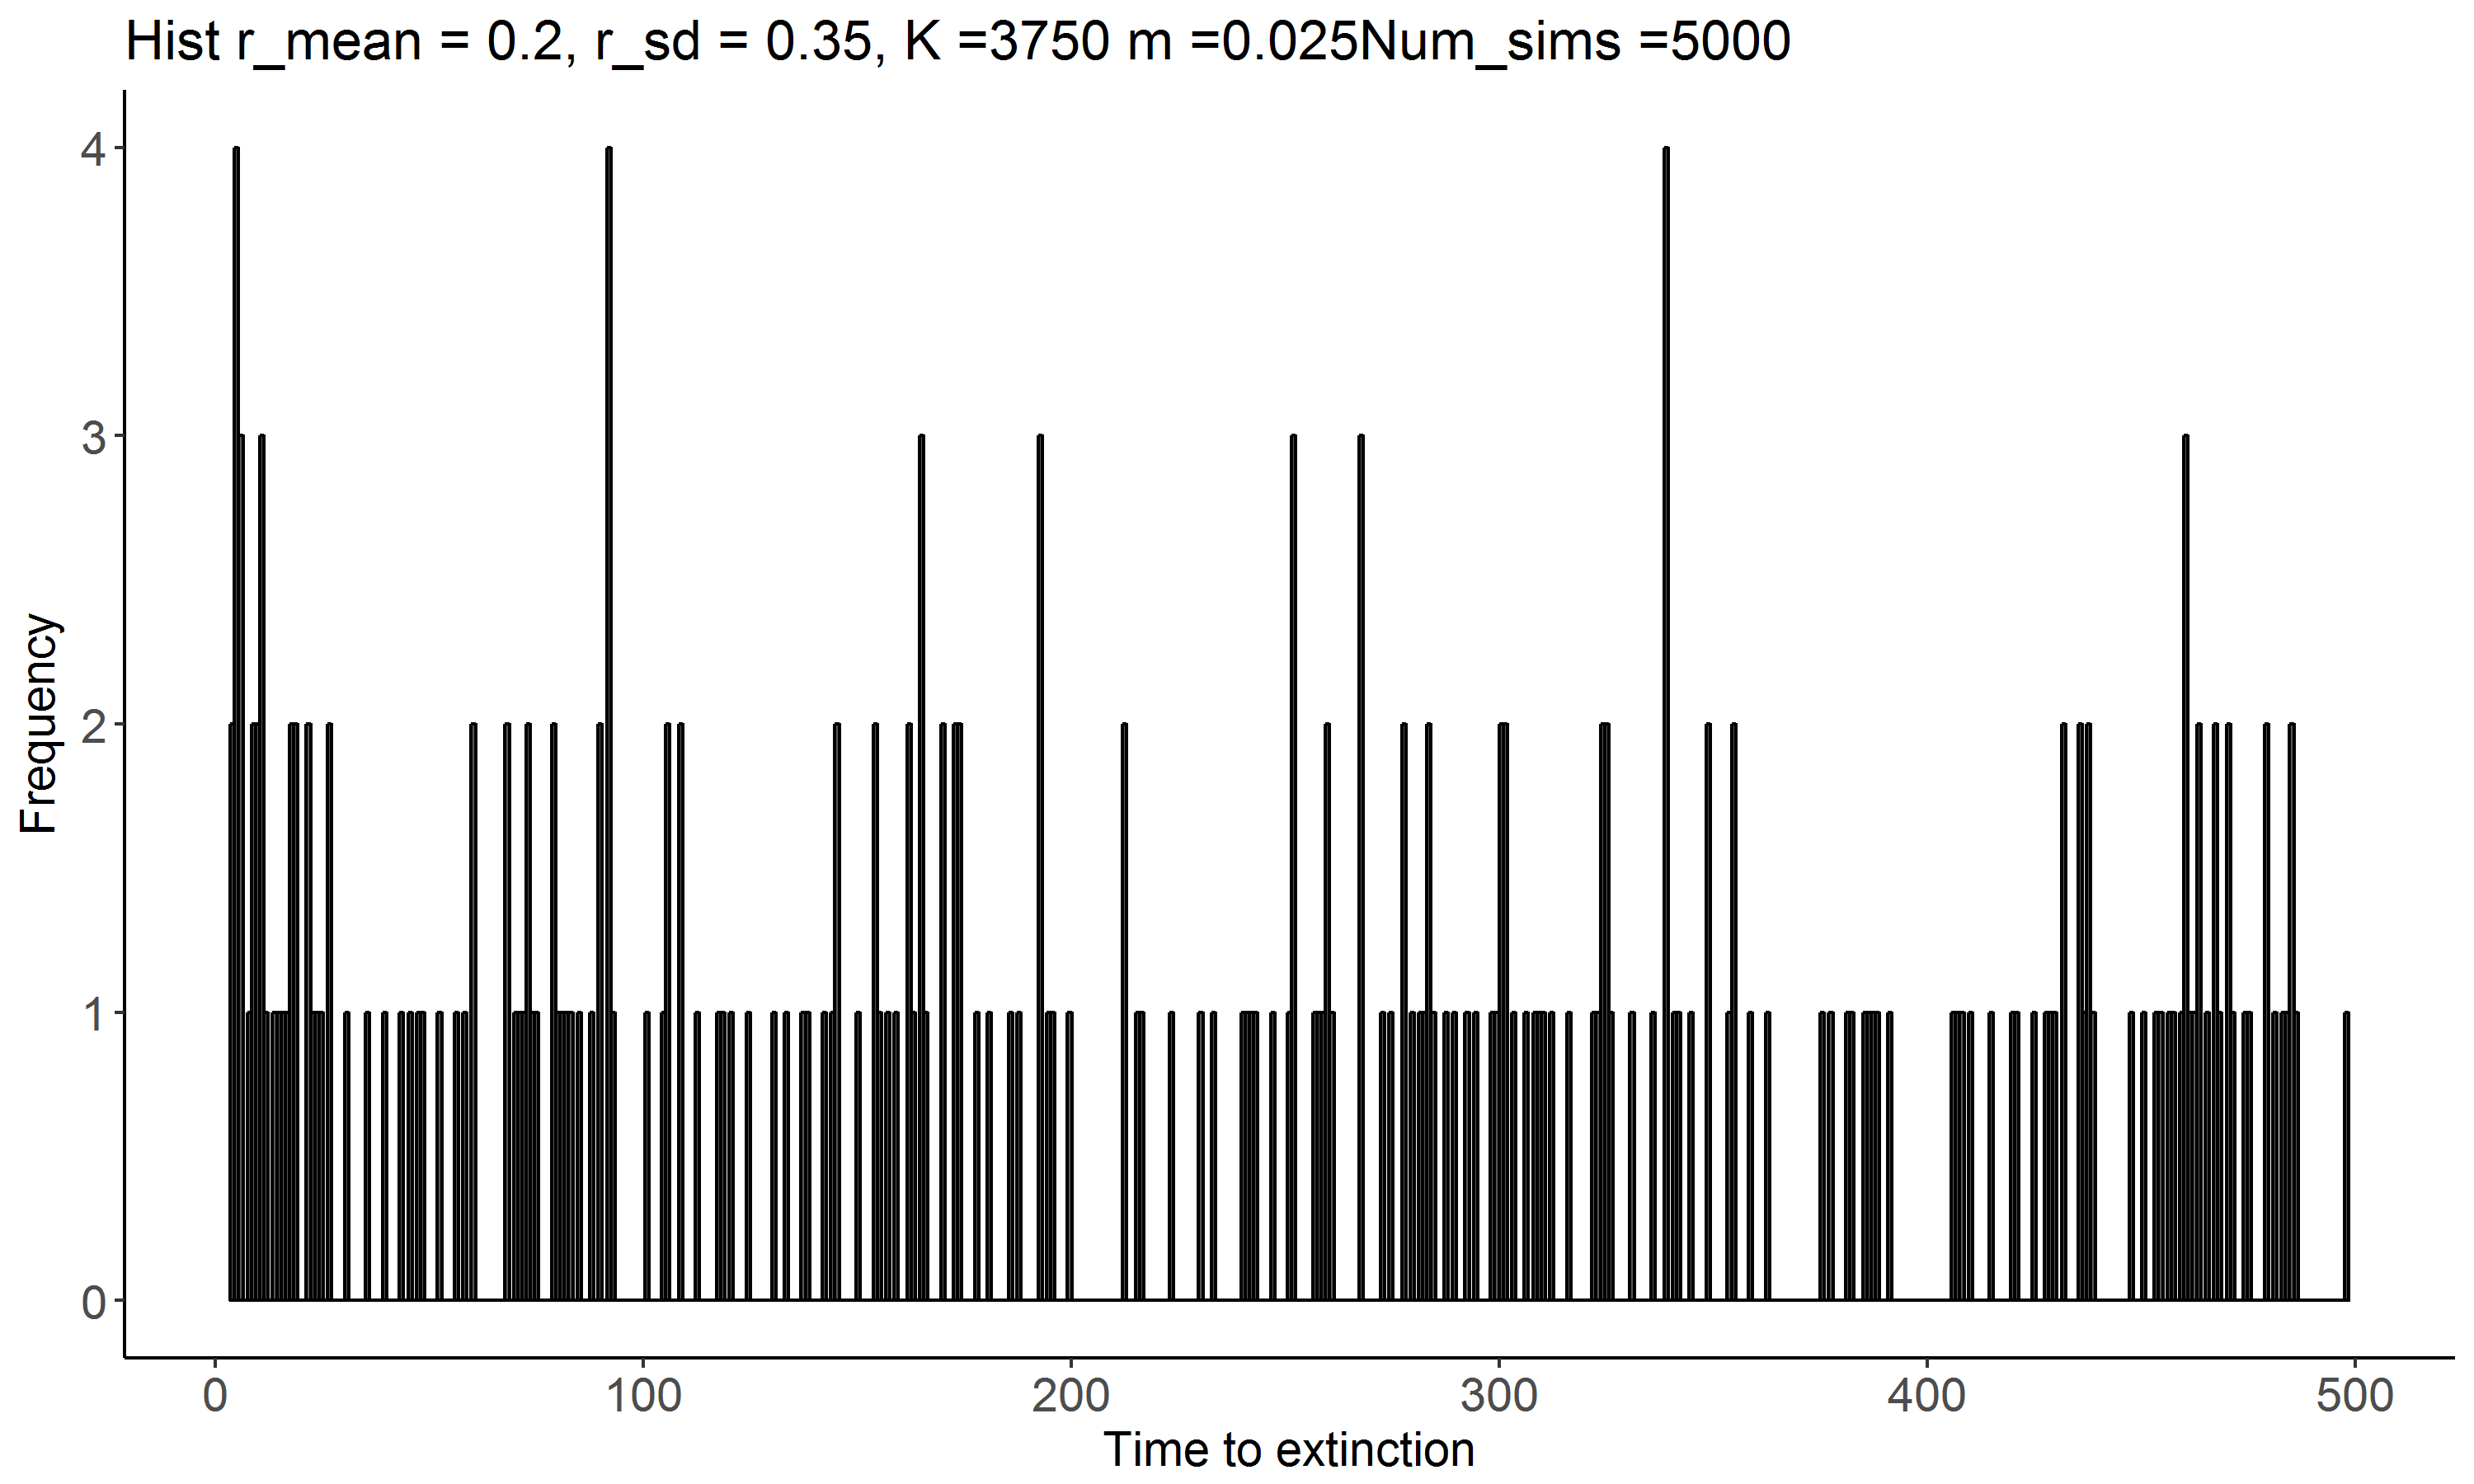 Hist r_mean = 0.2, r_sd = 0.35, K =3750 m =0.025Num_sims =5000
4
3
2
1
0
Frequency
0 100 200 300 400 500
Time to extinction